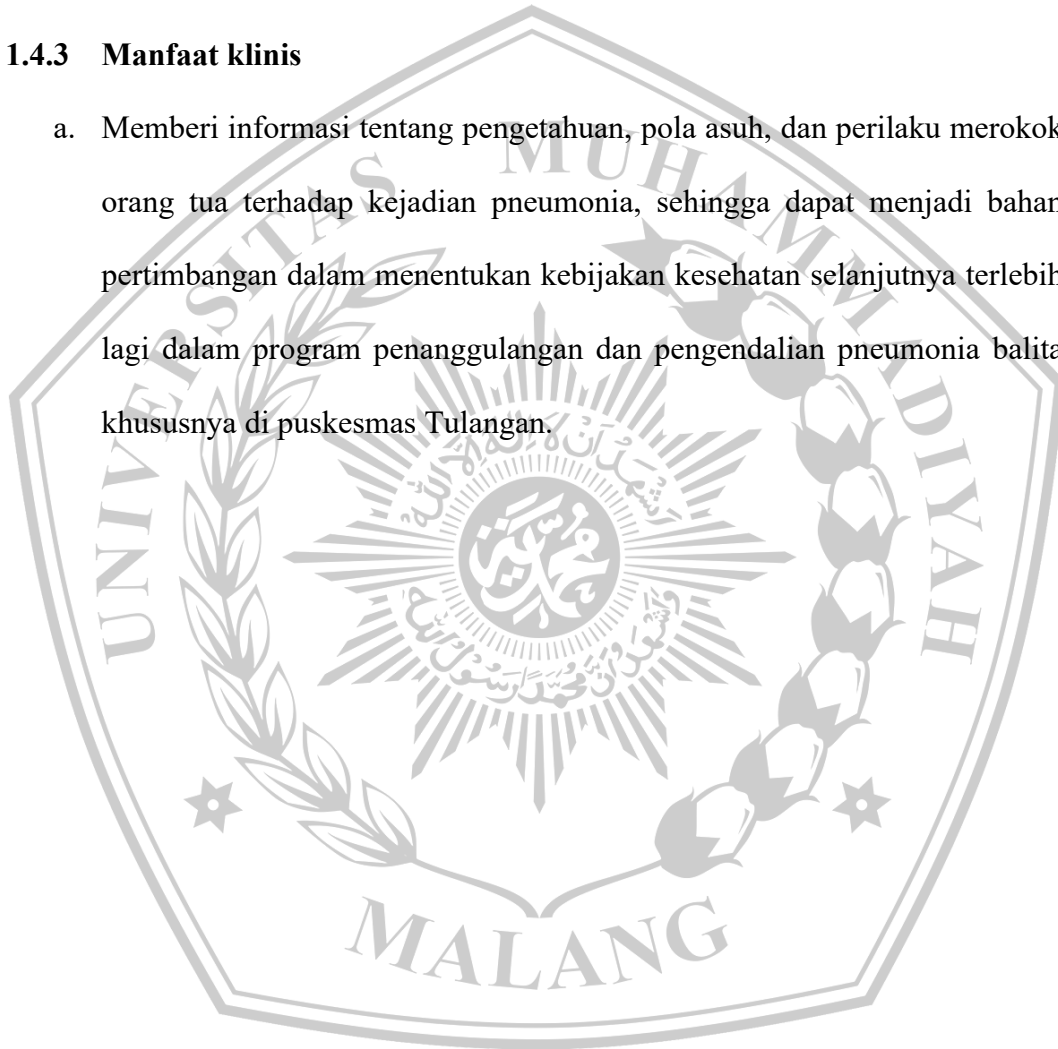 1.4.3 Manfaat klinis
a. Memberi informasi tentang pengetahuan, pola asuh, dan perilaku merokok
orang tua terhadap kejadian pneumonia, sehingga dapat menjadi bahan
pertimbangan dalam menentukan kebijakan kesehatan selanjutnya terlebih
lagi dalam program penanggulangan dan pengendalian pneumonia balita
khususnya di puskesmas Tulangan.
UNIVERSITAS MUHAMMADIYAH
MALANG